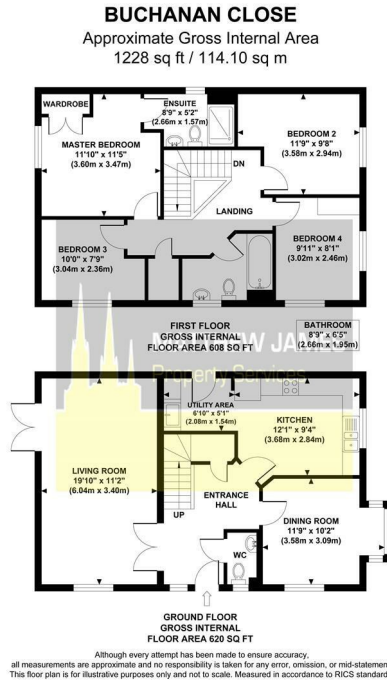 BUCHANAN CLOSE
Approximate Gross Internal Area
1228 sq ft / 114.10 sq m
WARDROBE
ENSUITE
8'9" x 5'2"
(2.66m x 1.57m)
MASTER BEDROOM
11'10" x 11'5"
(3.60m x 3.47m)
BEDROOM 2
11'9" x 9'8"
(3.58m x 2.94m)
DN
LANDING
BEDROOM 3
10'0" x 7'9"
(3.04m x 2.36m)
BEDROOM 4
9'11" x 8'1"
(3.02m x 2.46m)
BATHROOM
8'9" x 6'5"
(2.66m x 1.95m)
FIRST FLOOR
GROSS INTERNAL
FLOOR AREA 608 SQ FT
Property Services
UTILITY AREA
6'10" x 5'1"
(2.08m x 1.54m)
KITCHEN
12'1" x 9'4"
(3.68m x 2.84m)
LIVING ROOM
19'10" x 11'2"
(6.04m x 3.40m)
UP
ENTRANCE
HALL
DINING ROOM
11'9" x 10'2"
(3.58m x 3.09m)
WC
GROUND FLOOR
GROSS INTERNAL
FLOOR AREA 620 SQ FT
Although every attempt has been made to ensure accuracy,
all measurements are approximate and no responsibility is taken for any error, omission, or mid-statement
This floor plan is for illustrative purposes only and not to scale. Measured in accordance to RICS standards